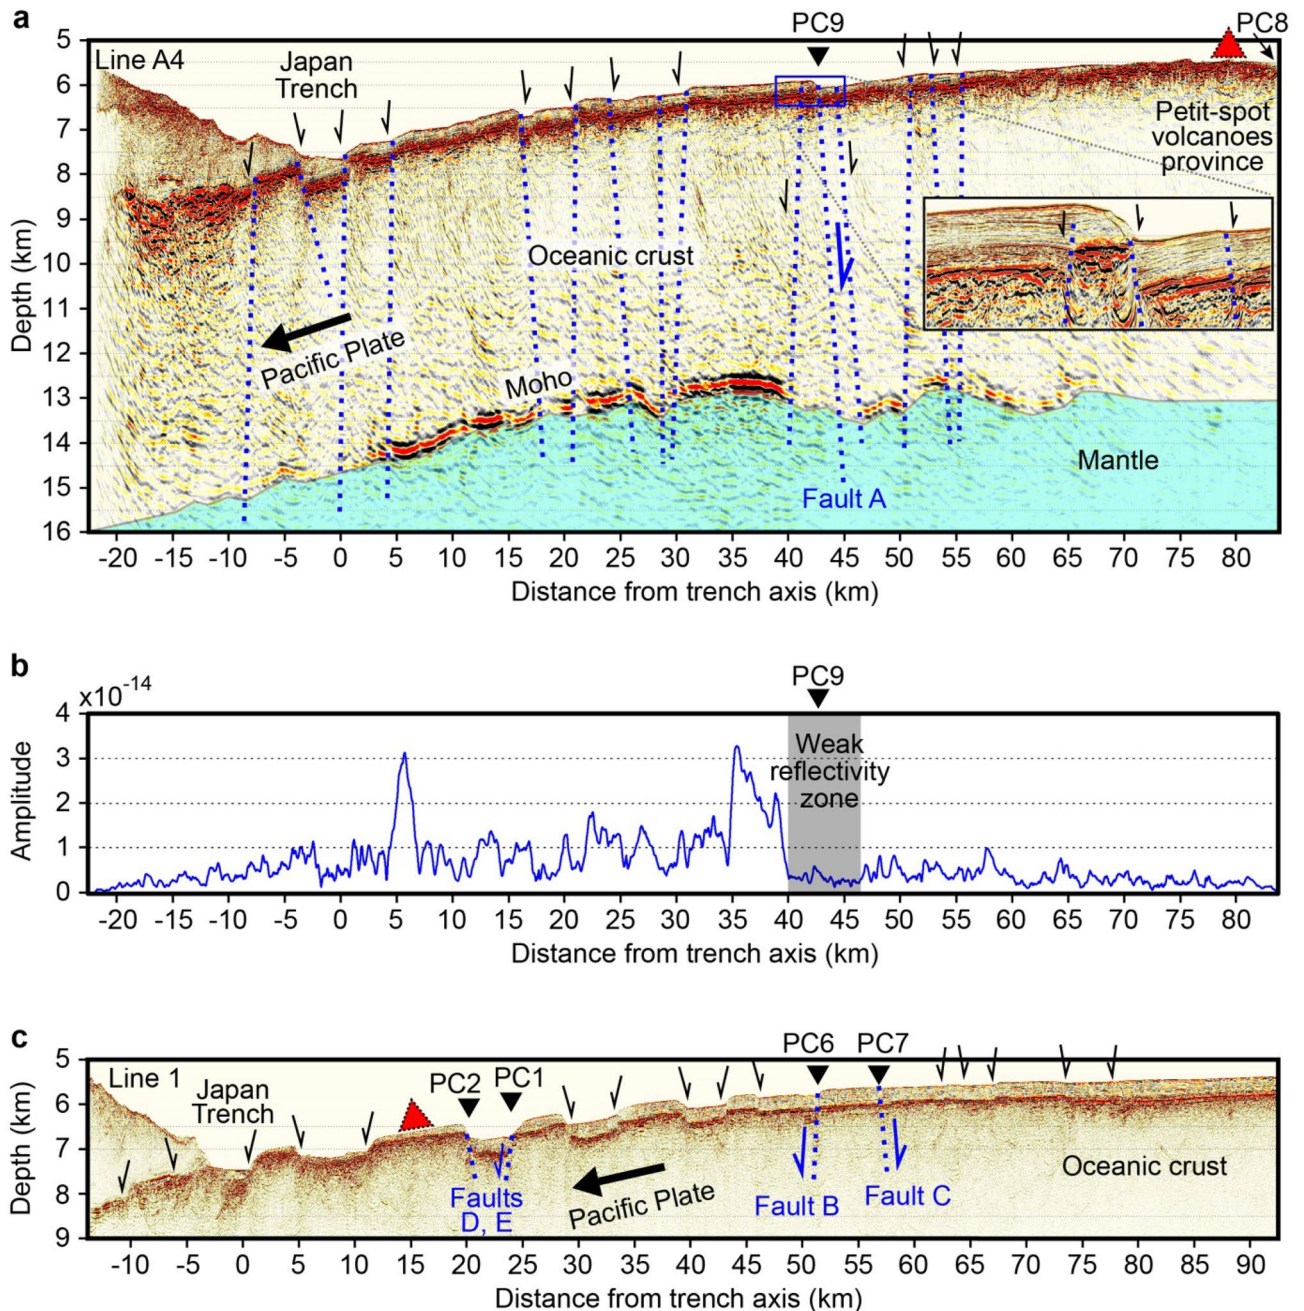 a
PC9
PC8
Line A4
Japan
Trench
Petit-spot
volcanoes
province
Oceanic crust
Pacific Plate
Moho
Mantle
Fault A
Depth (km)
5
6
7
8
9
10
11
12
13
14
15
16
-20 -15 -10 -5 0 5 10 15 20 25 30 35 40 45 50 55 60 65 70 75 80
Distance from trench axis (km)
b
x10-14
PC9
Weak
reflectivity
zone
Amplitude
4
3
2
1
0
-20 -15 -10 -5 0 5 10 15 20 25 30 35 40 45 50 55 60 65 70 75 80
Distance from trench axis (km)
c
PC6 PC7
PC2 PC1
Line 1
Japan
Trench
Faults
D, E
Pacific Plate
Fault B
Fault C
Oceanic crust
Depth (km)
5
6
7
8
9
-10 -5 0 5 10 15 20 25 30 35 40 45 50 55 60 65 70 75 80 85 90
Distance from trench axis (km)